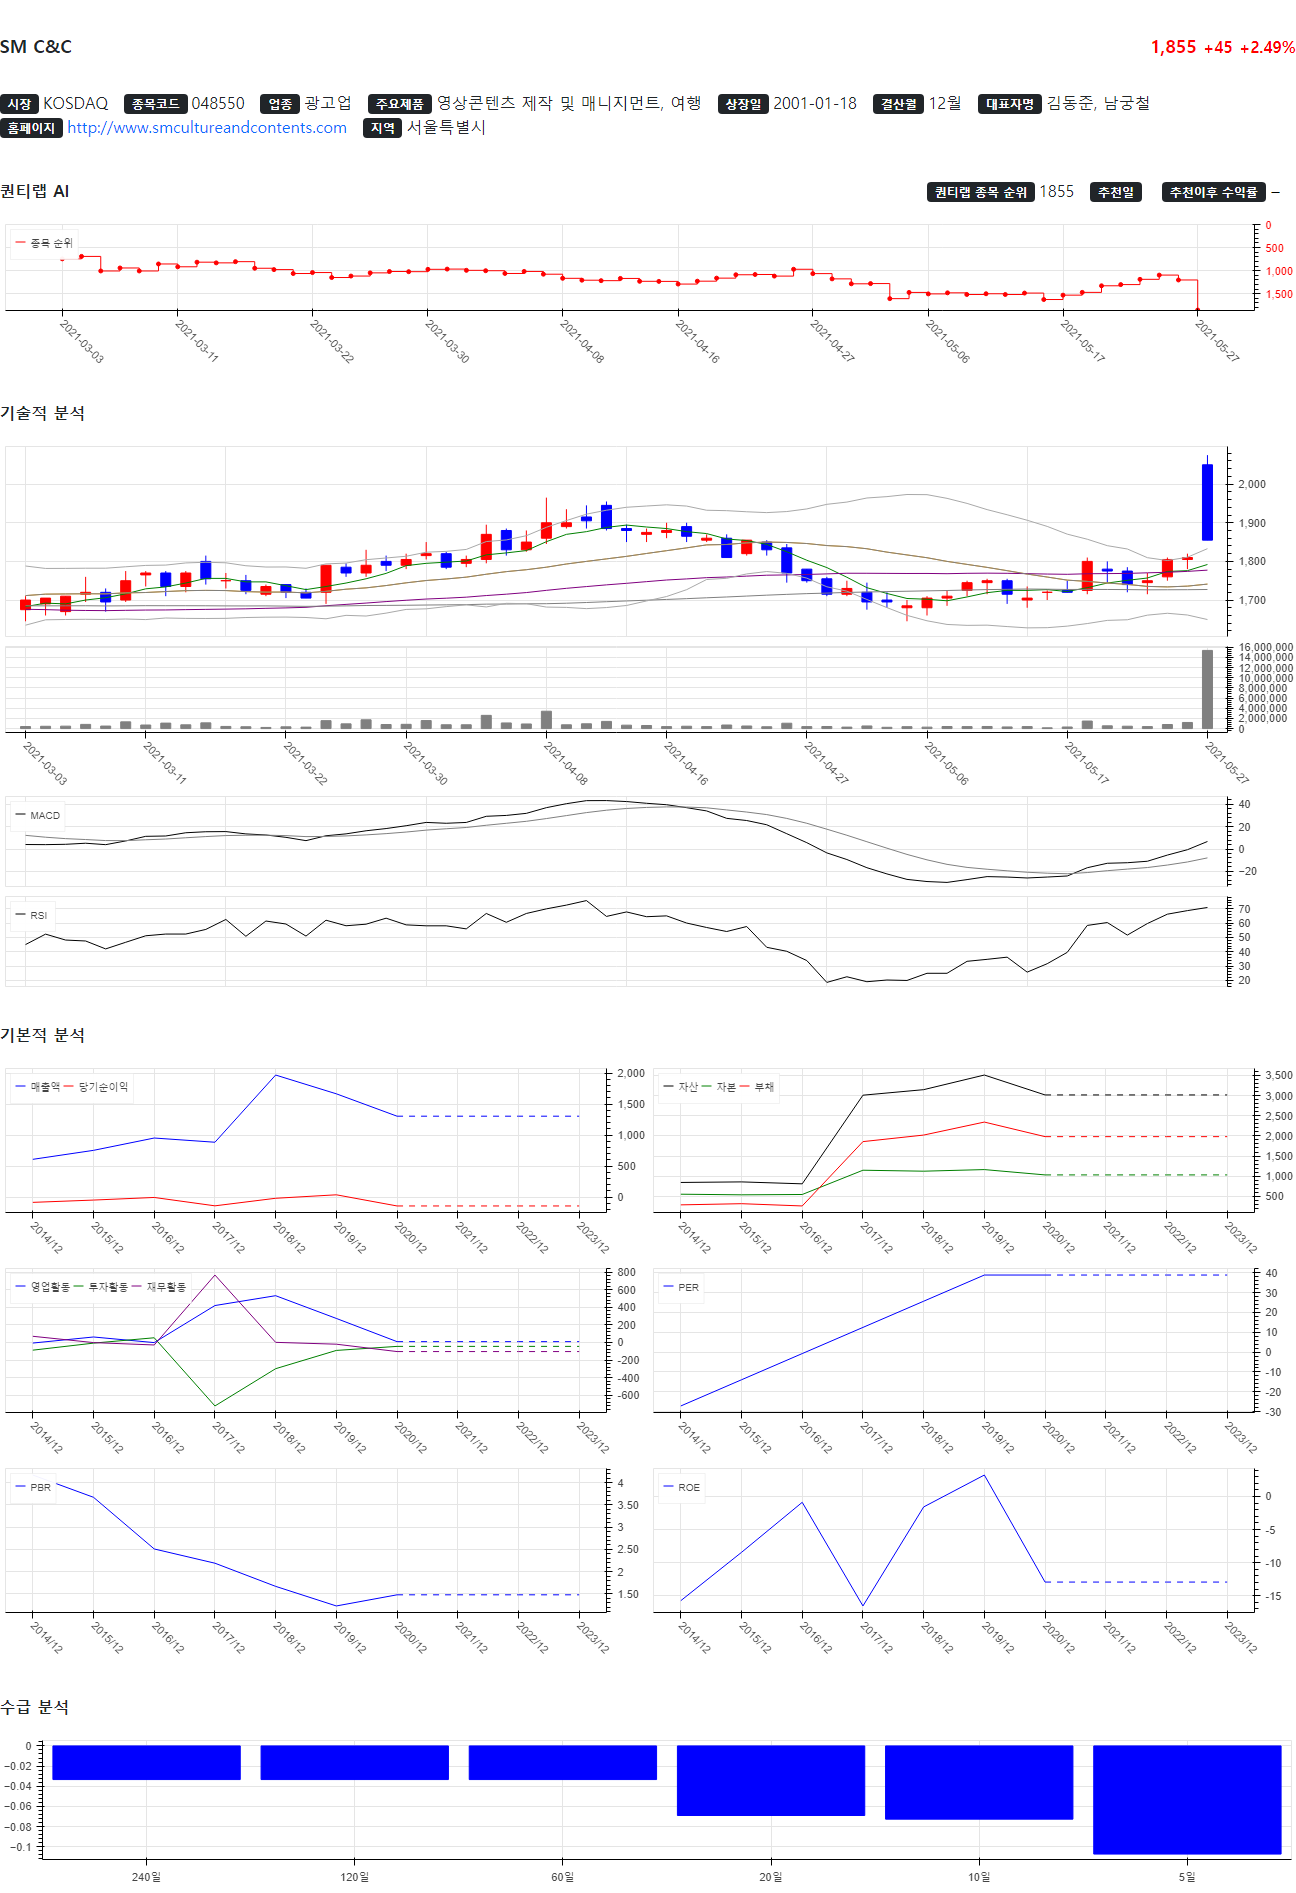 SM C&C
1,855 +45 +2.49%
시장 KOSDAQ 종목코드 048550 업종 광고업 주요제품 영상콘텐츠 제작 및 매니지먼트, 여행 상장일 2001-01-18 결산월 12월 대표자명 김동준, 남궁철
홈페이지 http://www.smcultureandcontents.com 지역 서울특별시
퀀티랩 AI
퀀티랩 종목 순위 1855 추천일 추천이후 수익률 –
종목 순위
0
500
1,000
1,500
2021-03-03 2021-03-11 2021-03-22 2021-03-30 2021-04-08 2021-04-16 2021-04-27 2021-05-06 2021-05-17 2021-05-27
기술적 분석
2,000
1,900
1,800
1,700
16,000,000
14,000,000
12,000,000
10,000,000
8,000,000
6,000,000
4,000,000
2,000,000
0
2021-03-03 2021-03-11 2021-03-22 2021-03-30 2021-04-08 2021-04-16 2021-04-27 2021-05-06 2021-05-17 2021-05-27
MACD
40
20
0
−20
RSI
70
60
50
40
30
20
기본적 분석
매출액 당기순이익
2,000
1,500
1,000
500
0
2014/12 2015/12 2016/12 2017/12 2018/12 2019/12 2020/12 2021/12 2022/12 2023/12
자산 자본 부채
3,500
3,000
2,500
2,000
1,500
1,000
500
2014/12 2015/12 2016/12 2017/12 2018/12 2019/12 2020/12 2021/12 2022/12 2023/12
영업활동 투자활동 재무활동
800
600
400
200
0
-200
-400
-600
2014/12 2015/12 2016/12 2017/12 2018/12 2019/12 2020/12 2021/12 2022/12 2023/12
PER
40
30
20
10
0
-10
-20
-30
2014/12 2015/12 2016/12 2017/12 2018/12 2019/12 2020/12 2021/12 2022/12 2023/12
PBR
4
3.50
3
2.50
2
1.50
2014/12 2015/12 2016/12 2017/12 2018/12 2019/12 2020/12 2021/12 2022/12 2023/12
ROE
0
-5
-10
-15
2014/12 2015/12 2016/12 2017/12 2018/12 2019/12 2020/12 2021/12 2022/12 2023/12
수급 분석
0
−0.02
−0.04
−0.06
−0.08
−0.1
240일 120일 60일 20일 10일 5일